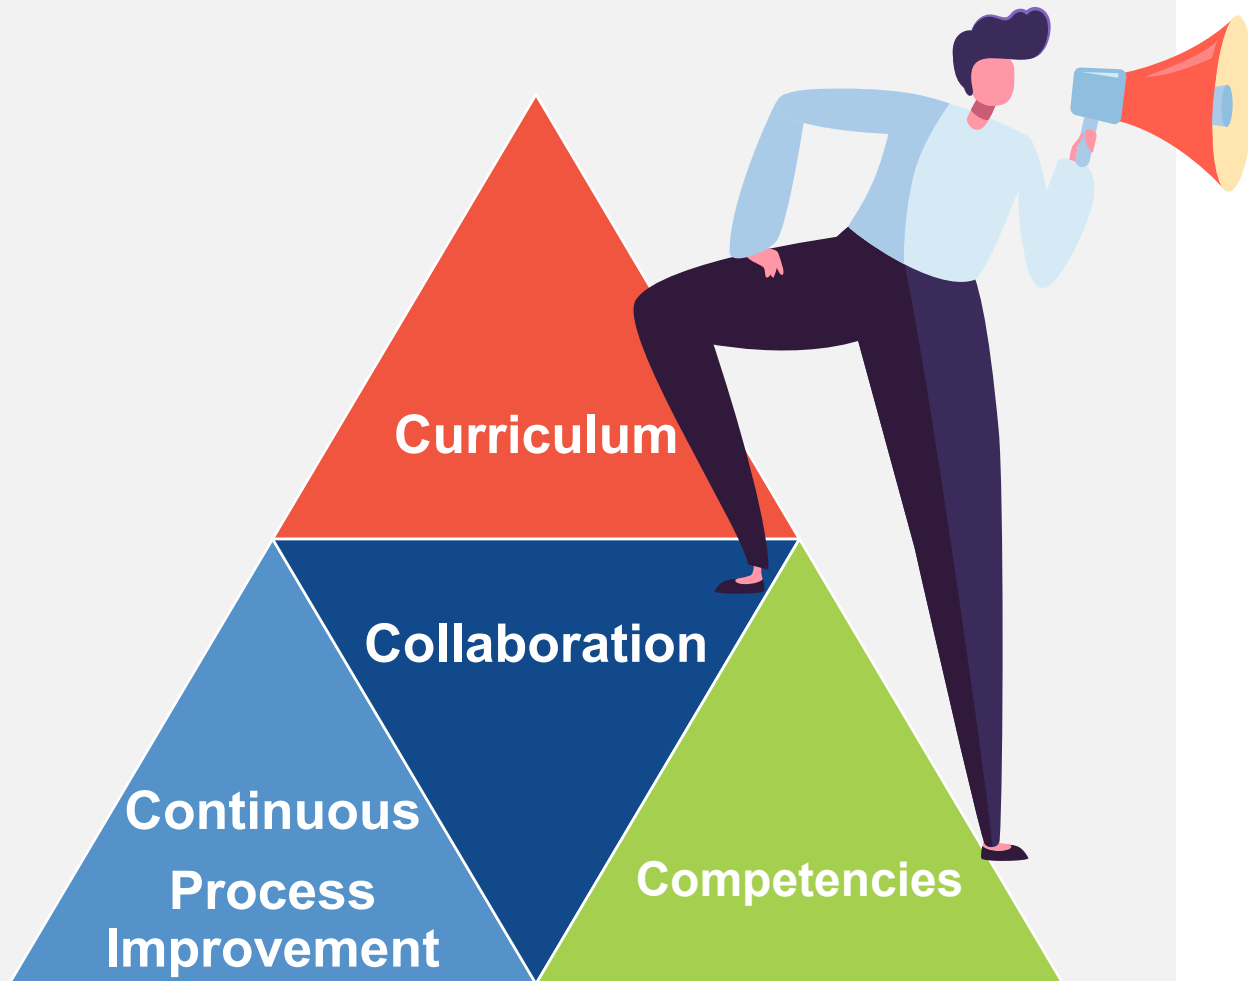 Curriculum
Collaboration
Continuous
Process
Improvement
Competencies